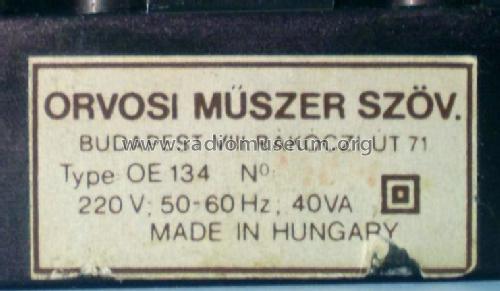 ORVOSI MŰSZER SZÖV.
BUDAPEST VIII RÁKÓCZI ÚT 71
www.radiomuseum.org
Type OE 134 Nº
220 V; 50-60 Hz, 40VA
MADE IN HUNGARY